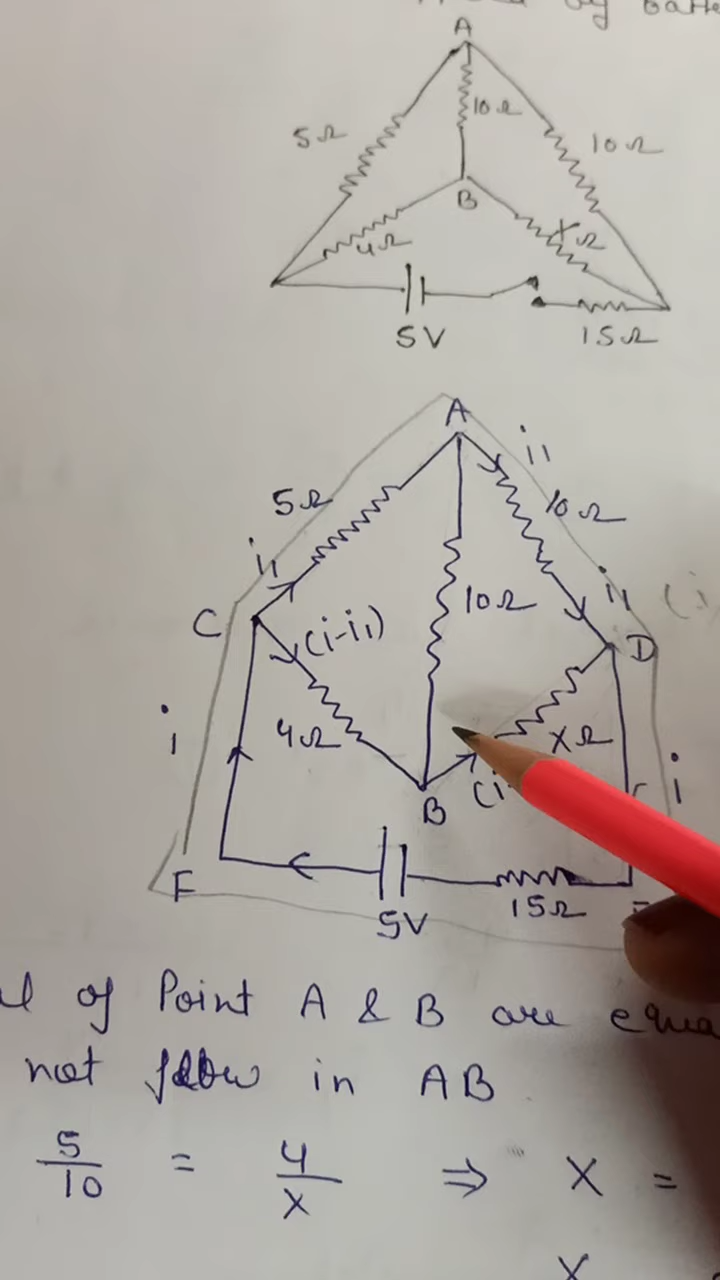 by
A
10Ω
5Ω
10Ω
B
4Ω
XΩ
5V
15Ω
A
i1
5Ω
10Ω
i1
10Ω
i1
C
(i-i1)
D
i
4Ω
XΩ
i
B
F
5V
15Ω
of Point A & B are
not flow in AB
5/10 = 4/x ⇒ X =
X